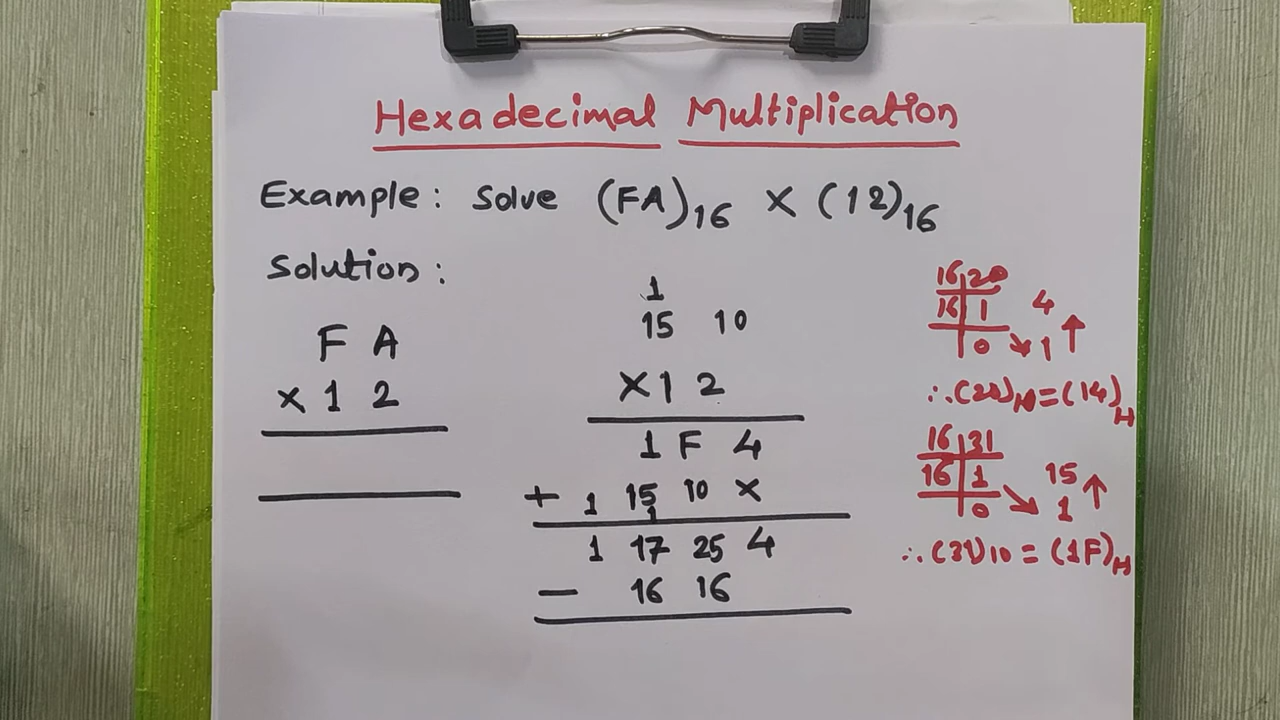 Hexadecimal Multiplication
Example: Solve (FA)16 X (12)16
Solution:
F A
X 1 2
1
15 10
X 1 2
1 F 4
+ 1 15 10 X
1
1 17 25 4
− 16 16
16 20
16 1 4
0 ↘ 1 ↑
=(14)H
16 31
16 1 15
0 ↘ 1 ↑
∴(31)10 = (1F)H